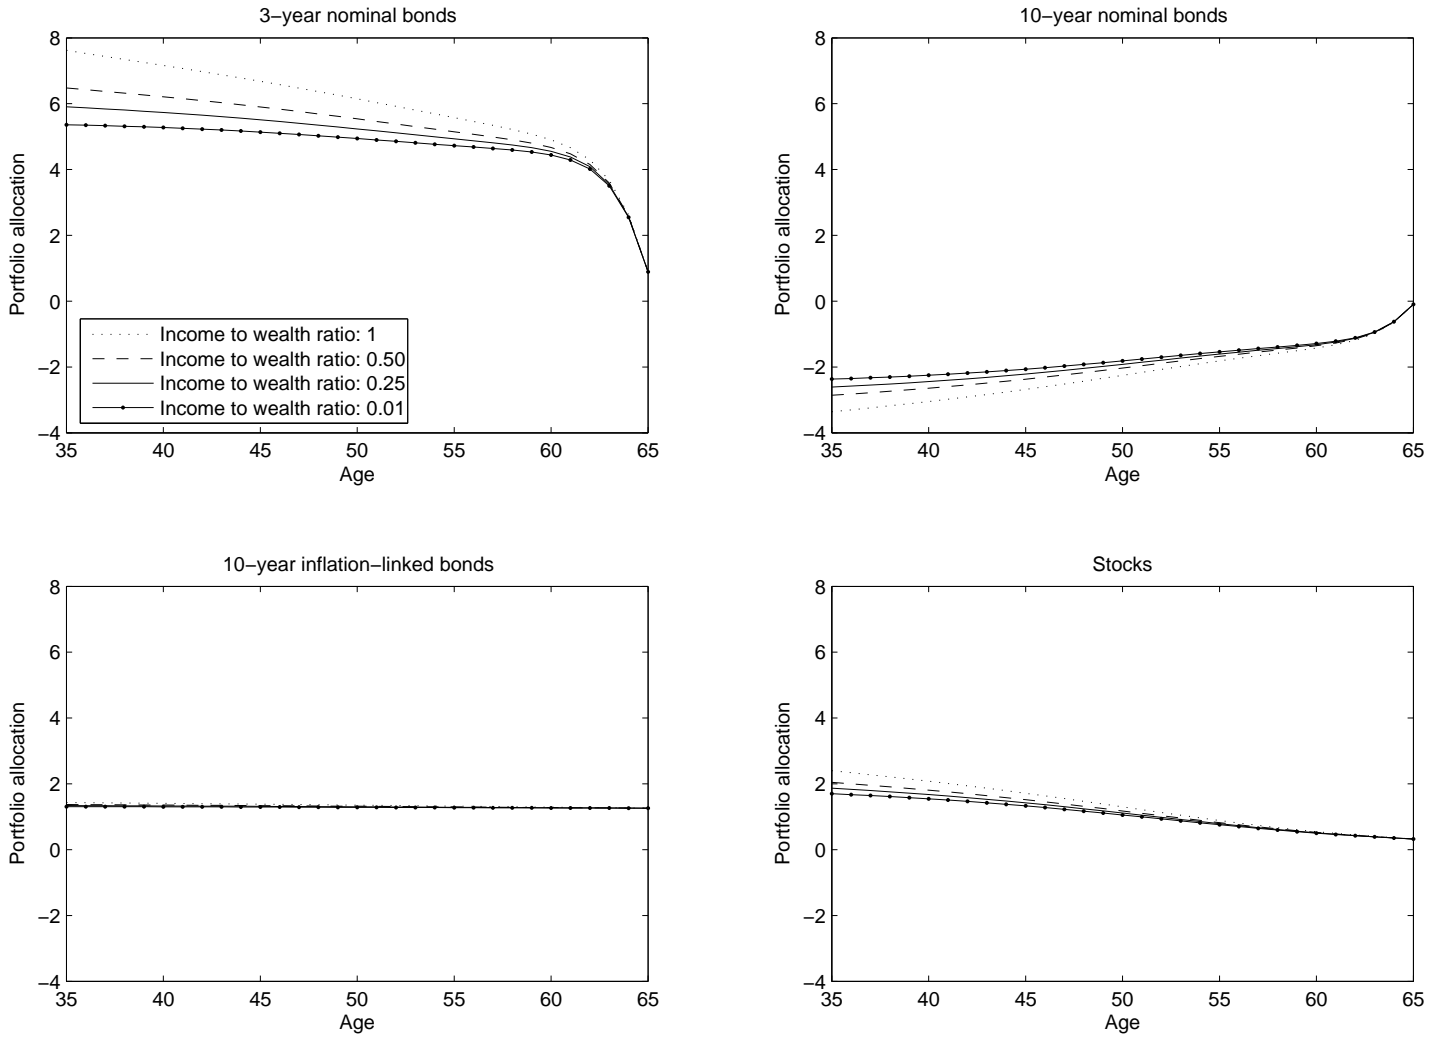 3−year nominal bonds
8
6
4
2
0
−2
−4
Portfolio allocation
Income to wealth ratio: 1
Income to wealth ratio: 0.50
Income to wealth ratio: 0.25
Income to wealth ratio: 0.01
35 40 45 50 55 60 65
Age
10−year nominal bonds
8
6
4
2
0
−2
−4
Portfolio allocation
35 40 45 50 55 60 65
Age
10−year inflation−linked bonds
8
6
4
2
0
−2
−4
Portfolio allocation
35 40 45 50 55 60 65
Age
Stocks
8
6
4
2
0
−2
−4
Portfolio allocation
35 40 45 50 55 60 65
Age